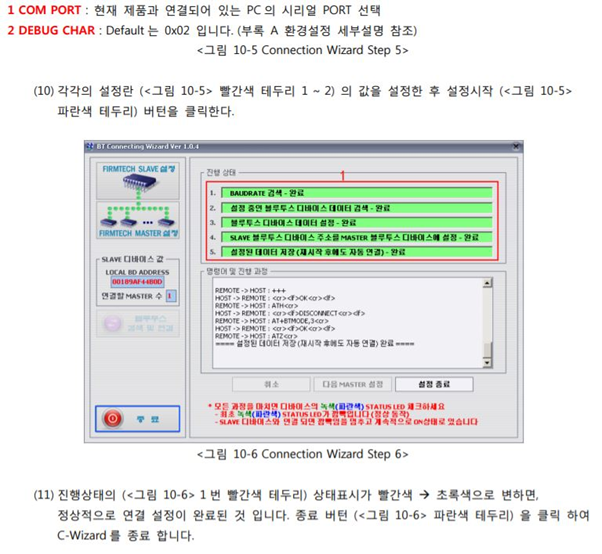 1 COM PORT : 현재 제품과 연결되어 있는 PC 의 시리얼 PORT 선택
2 DEBUG CHAR : Default 는 0x02 입니다. (부록 A 환경설정 세부설명 참조)
<그림 10-5 Connection Wizard Step 5>
(10) 각각의 설정란 (<그림 10-5> 빨간색 테두리 1 ~ 2) 의 값을 설정한 후 설정시작 (<그림 10-5>
파란색 테두리) 버턴을 클릭한다.
BT Connecting Wizard Ver 1.0.4
FIRMTECH SLAVE 설정
FIRMTECH MASTER 설정
SLAVE 디바이스 값
LOCAL BD ADDRESS
00189AF44B0D
연결할 MASTER 수 1
블루투스
검색 및 연결
종 료
진행 상태
1
1. BAUDRATE 검색 - 완료
2. 설정 중인 블루투스 디바이스 데이터 검색 - 완료
3. 블루투스 디바이스 데이터 설정 - 완료
4. SLAVE 블루투스 디바이스 주소를 MASTER 블루투스 디바이스에 설정 - 완료
5. 설정된 데이터 저장 (재시작 후에도 자동 연결) - 완료
명령어 및 진행 과정
REMOTE -> HOST : +++
HOST -> REMOTE : <cr><lf>OK<cr><lf>
REMOTE -> HOST : ATH<cr>
HOST -> REMOTE : <cr><lf>DISCONNECT<cr><lf>
REMOTE -> HOST : AT+BTMODE,3<cr>
HOST -> REMOTE : <cr><lf>OK<cr><lf>
REMOTE -> HOST : ATZ<cr>
==== 설정된 데이터 저장 (재시작 후에도 자동 연결) 완료 ====
취소
다음 MASTER 설정
설정 종료
* 모든 과정을 마치면 디바이스의 녹색(파란색) STATUS LED 체크하세요
- 최초 녹색(파란색) STATUS LED가 깜빡입니다 (정상 동작)
- SLAVE 디바이스와 연결 되면 깜빡임을 멈추고 계속적으로 ON상태로 있습니다
<그림 10-6 Connection Wizard Step 6>
(11) 진행상태의 (<그림 10-6> 1 번 빨간색 테두리) 상태표시가 빨간색 → 초록색으로 변하면,
정상적으로 연결 설정이 완료된 것 입니다. 종료 버턴 (<그림 10-6> 파란색 테두리) 을 클릭 하여
C-Wizard 를 종료 합니다.